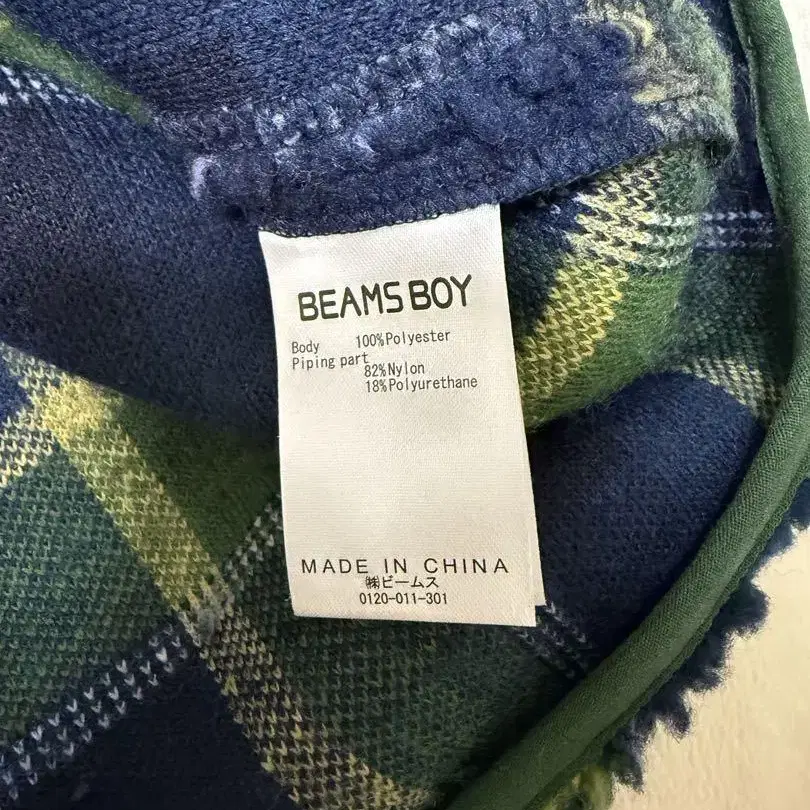 BEAMS BOY
Body 100%Polyester
Piping part
82%Nylon
18%Polyurethane
MADE IN CHINA
㈱ビームス
0120-011-301